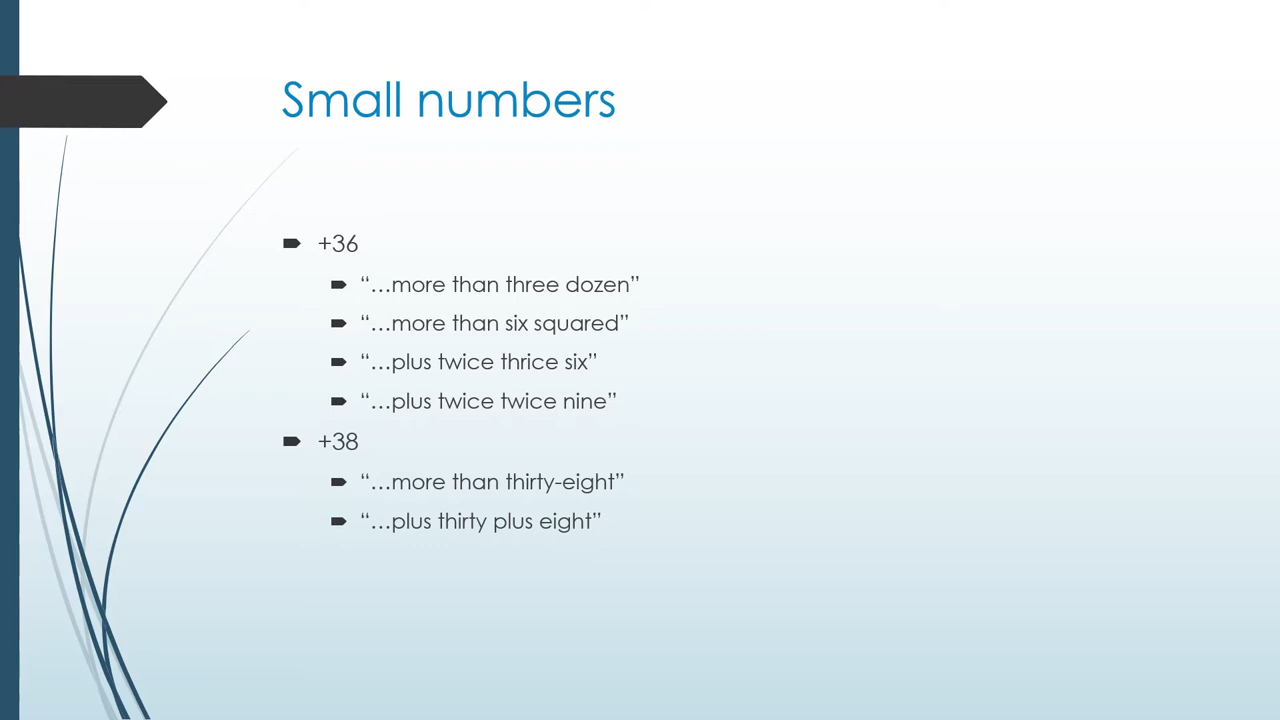 Small numbers
+36
“…more than three dozen”
“…more than six squared”
“…plus twice thrice six”
“…plus twice twice nine”
+38
“…more than thirty-eight”
“…plus thirty plus eight”